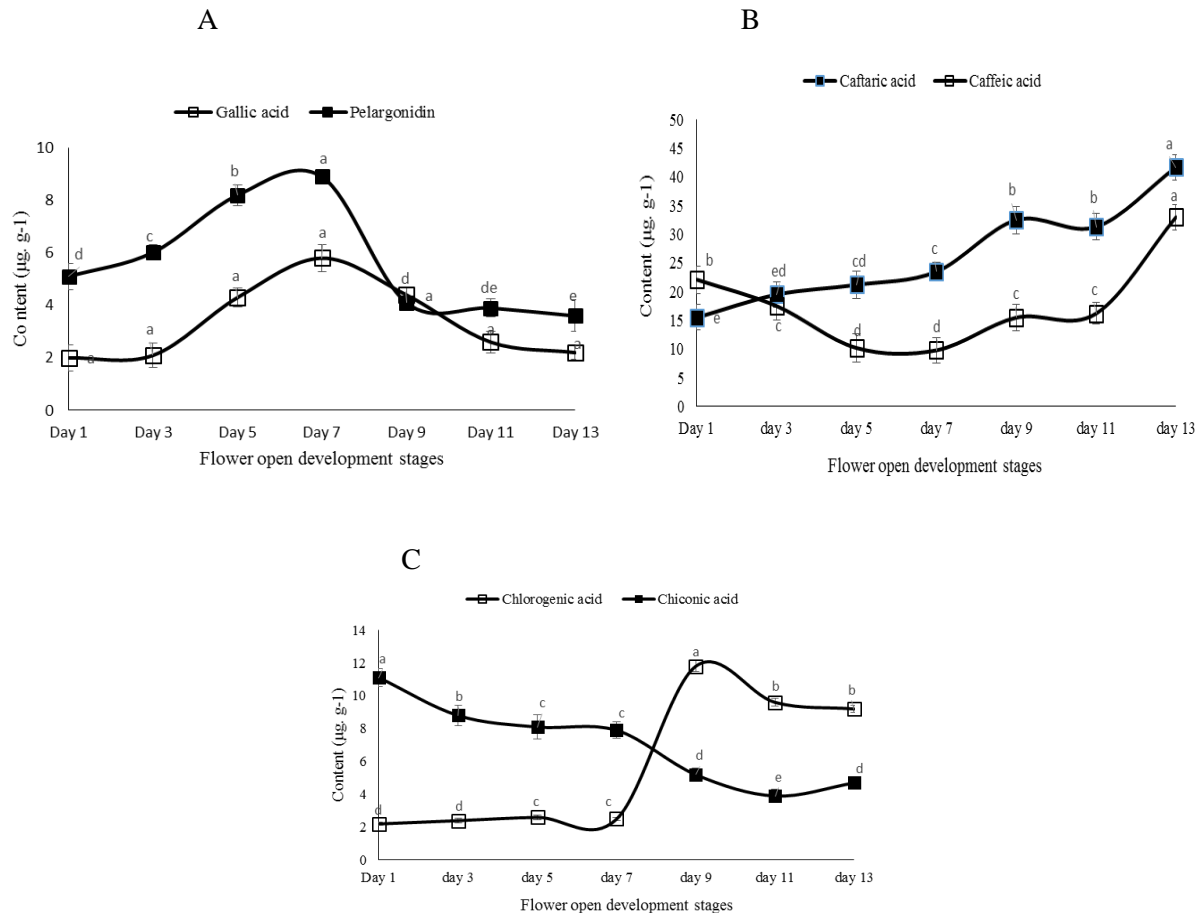 A
Gallic acid Pelargonidin
Content (µg. g-1)
10
8
6
4
2
0
d
c
b
a
d
de
e
a
a
a
a
a
a
a
Day 1 Day 3 Day 5 Day 7 Day 9 Day 11 Day 13
Flower open development stages
B
Caftaric acid Caffeic acid
Content (µg. g-1)
50
45
40
35
30
25
20
15
10
5
0
e
ed
cd
c
b
b
a
b
c
d
d
c
c
a
Day 1 day 3 day 5 day 7 day 9 day 11 day 13
Flower open development stages
C
Chlorogenic acid Chiconic acid
Content (µg. g-1)
14
12
10
8
6
4
2
0
a
b
c
c
d
e
d
d
d
c
c
a
b
b
Day 1 day 3 day 5 day 7 day 9 day 11 day 13
Flower open development stages